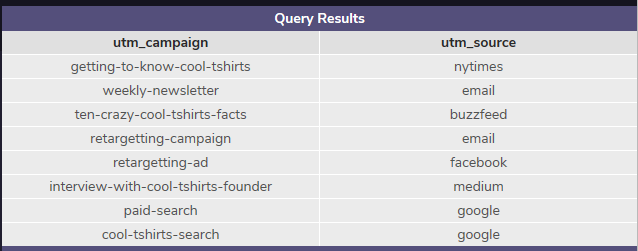 Query Results
utm_campaign utm_source
getting-to-know-cool-tshirts nytimes
weekly-newsletter email
ten-crazy-cool-tshirts-facts buzzfeed
retargetting-campaign email
retargetting-ad facebook
interview-with-cool-tshirts-founder medium
paid-search google
cool-tshirts-search google